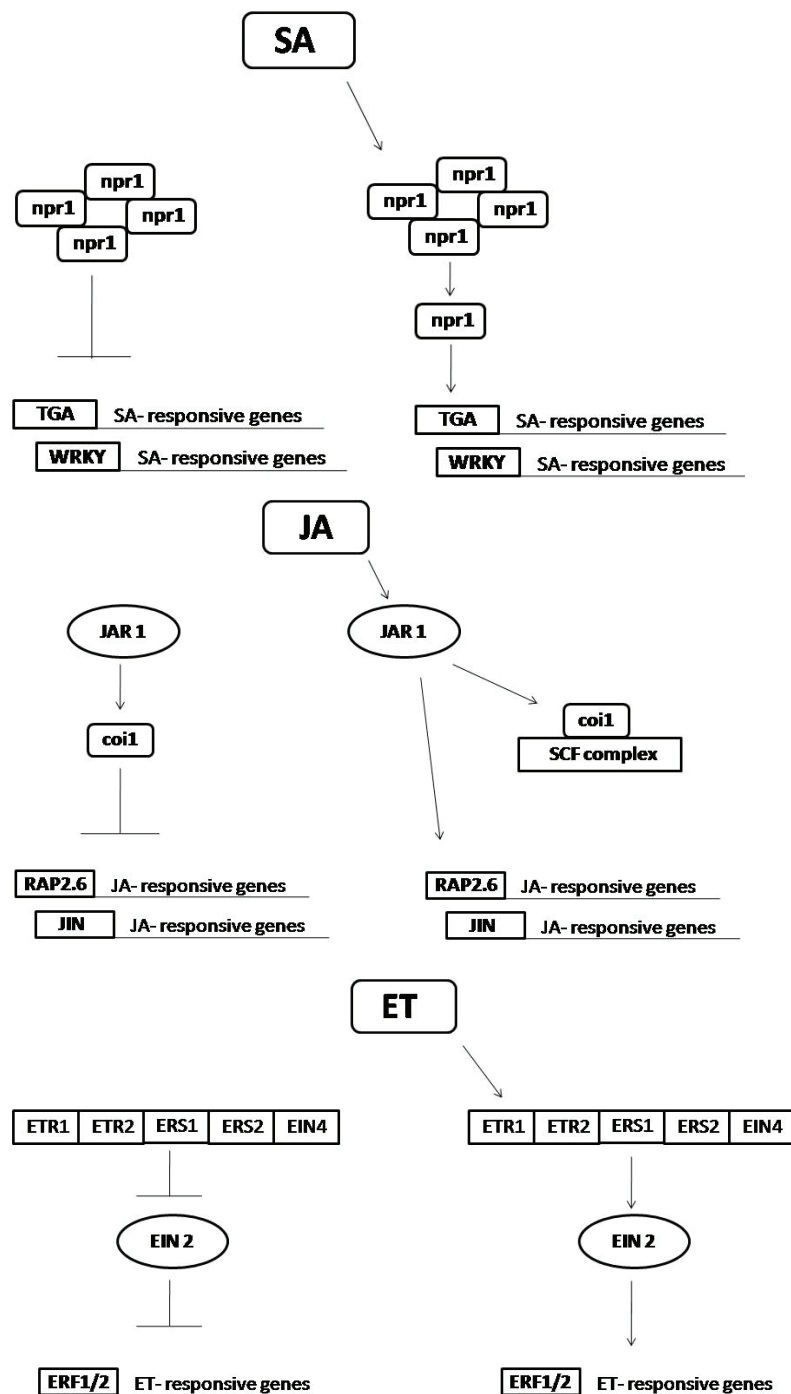 SA
npr1
npr1
npr1
npr1
npr1
npr1
npr1
npr1
npr1
TGA SA- responsive genes
WRKY SA- responsive genes
TGA SA- responsive genes
WRKY SA- responsive genes
JA
JAR 1
JAR 1
coi1
coi1
SCF complex
RAP2.6 JA- responsive genes
JIN JA- responsive genes
RAP2.6 JA- responsive genes
JIN JA- responsive genes
ET
ETR1 ETR2 ERS1 ERS2 EIN4
ETR1 ETR2 ERS1 ERS2 EIN4
EIN 2
EIN 2
ERF1/2 ET- responsive genes
ERF1/2 ET- responsive genes